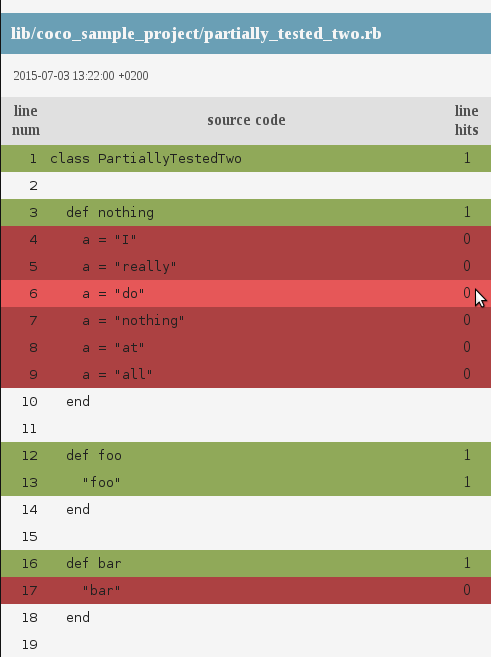 lib/coco_sample_project/partially_tested_two.rb
2015-07-03 13:22:00 +0200
line num source code line hits
1 class PartiallyTestedTwo 1
2
3 def nothing 1
4 a = "I" 0
5 a = "really" 0
6 a = "do" 0
7 a = "nothing" 0
8 a = "at" 0
9 a = "all" 0
10 end
11
12 def foo 1
13 "foo" 1
14 end
15
16 def bar 1
17 "bar" 0
18 end
19